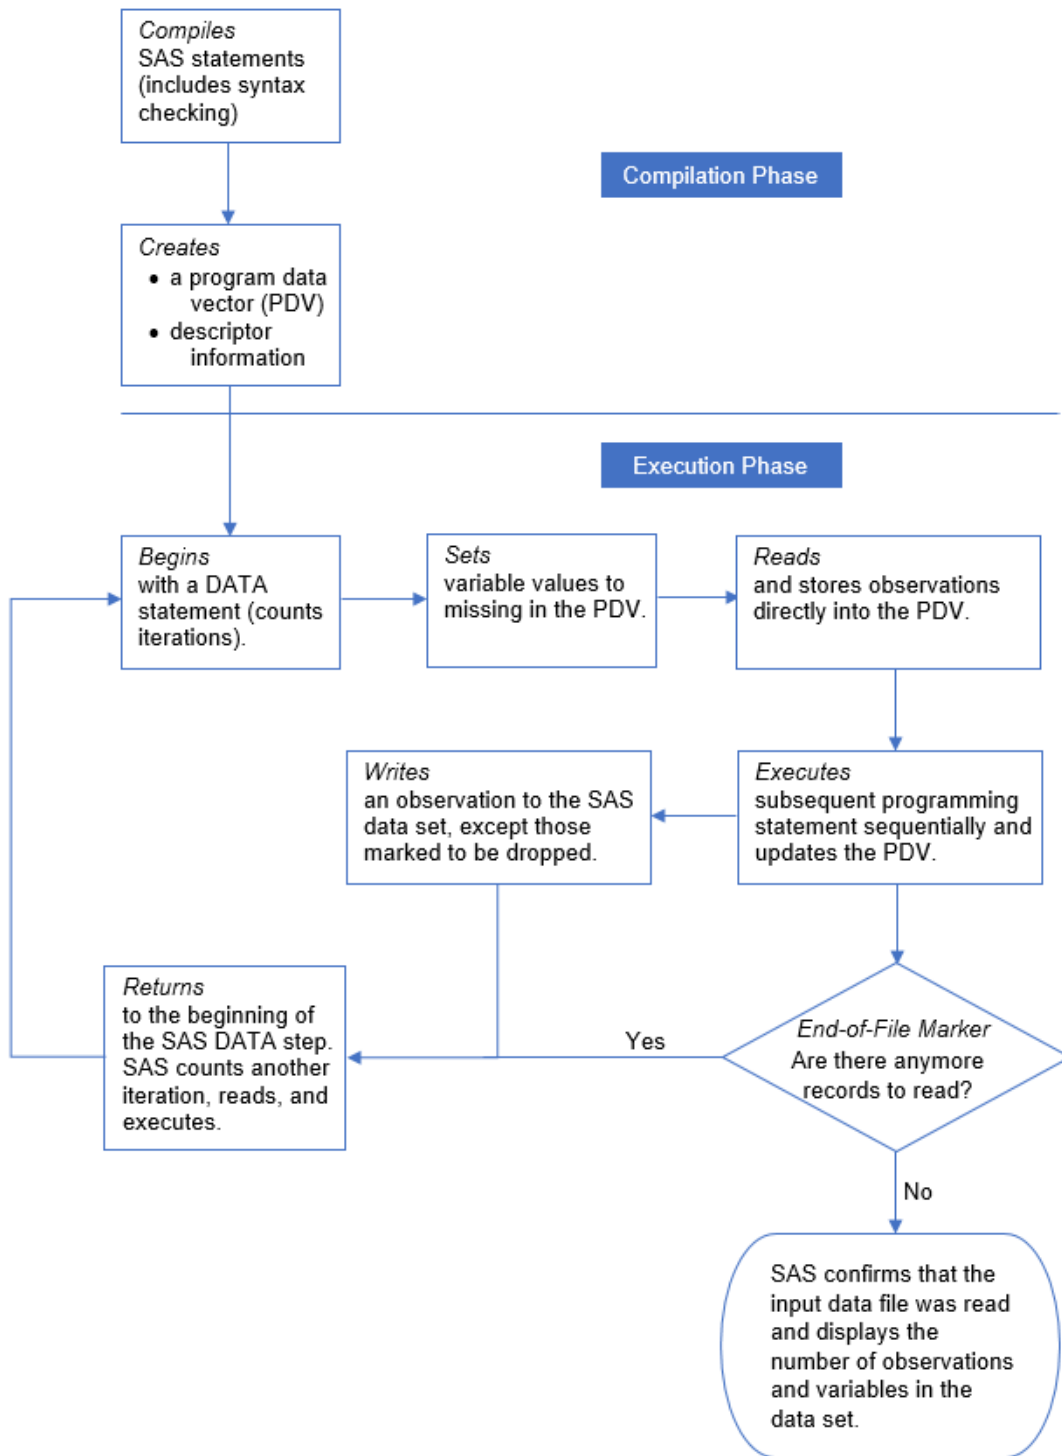 Compiles
SAS statements
(includes syntax
checking)
Compilation Phase
Creates
• a program data
vector (PDV)
• descriptor
information
Execution Phase
Begins
with a DATA
statement (counts
iterations).
Sets
variable values to
missing in the PDV.
Reads
and stores observations
directly into the PDV.
Writes
an observation to the SAS
data set, except those
marked to be dropped.
Executes
subsequent programming
statement sequentially and
updates the PDV.
Returns
to the beginning of
the SAS DATA step.
SAS counts another
iteration, reads, and
executes.
Yes
End-of-File Marker
Are there anymore
records to read?
No
SAS confirms that the
input data file was read
and displays the
number of observations
and variables in the
data set.